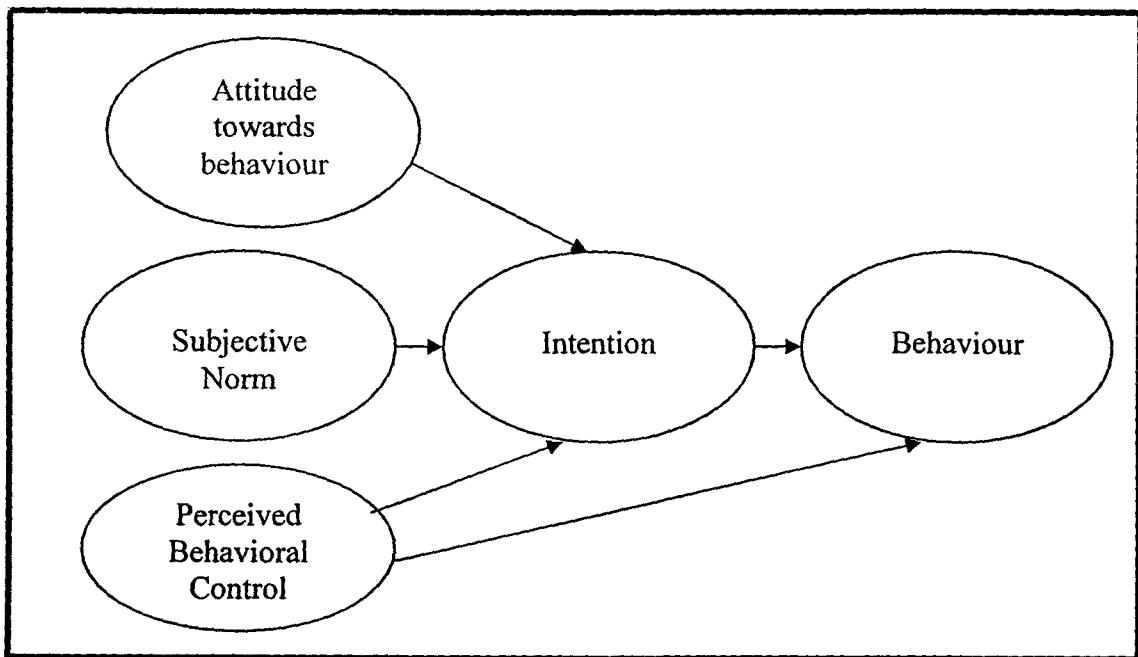 Attitude
towards
behaviour
Subjective
Norm
Intention
Behaviour
Perceived
Behavioral
Control